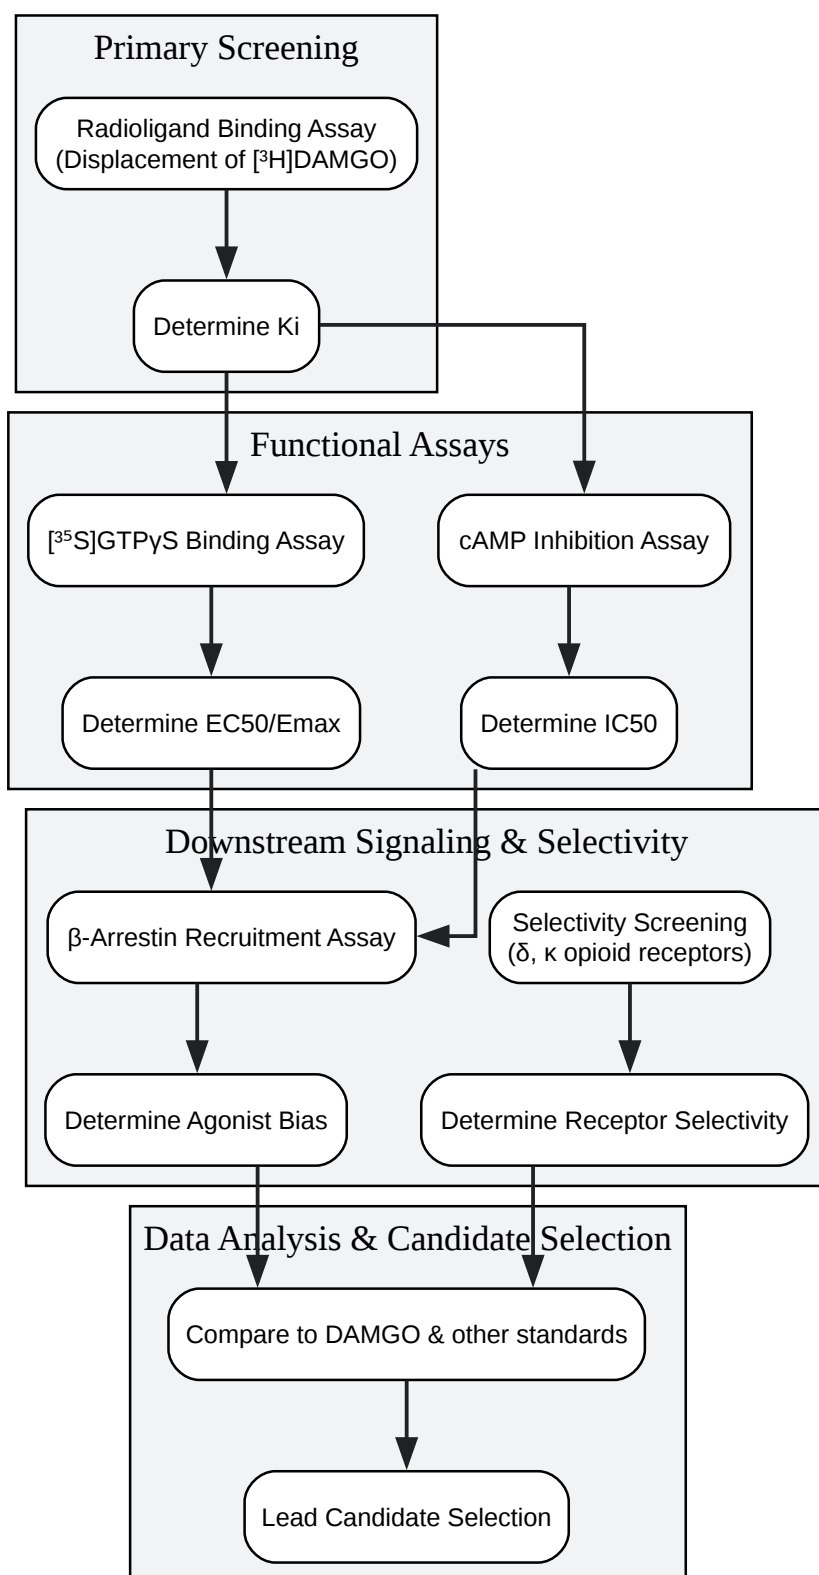 Primary Screening
Radioligand Binding Assay
(Displacement of [³H]DAMGO)
Determine Ki
Functional Assays
[³⁵S]GTPγS Binding Assay
cAMP Inhibition Assay
Determine EC50/Emax
Determine IC50
Downstream Signaling & Selectivity
β-Arrestin Recruitment Assay
Selectivity Screening
(δ, κ opioid receptors)
Determine Agonist Bias
Determine Receptor Selectivity
Data Analysis & Candidate Selection
Compare to DAMGO & other standards
Lead Candidate Selection